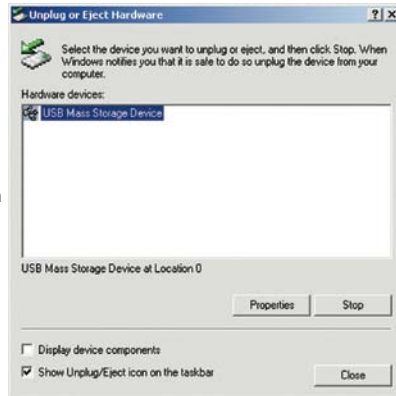 Unplug or Eject Hardware
Select the device you want to unplug or eject, and then click Stop. When
Windows notifies you that it is safe to do so unplug the device from your
computer.
Hardware devices:
USB Mass Storage Device
USB Mass Storage Device at Location 0
Properties
Stop
Display device components
Show Unplug/Eject icon on the taskbar
Close